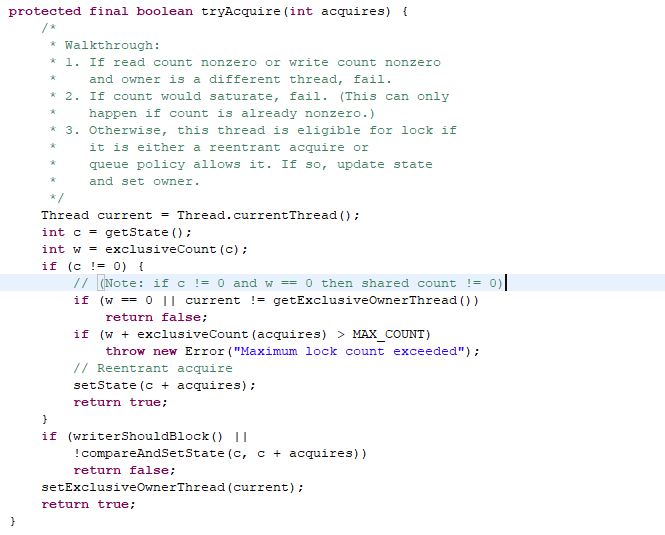 protected final boolean tryAcquire(int acquires) {
    /*
     * Walkthrough:
     * 1. If read count nonzero or write count nonzero
     *    and owner is a different thread, fail.
     * 2. If count would saturate, fail. (This can only
     *    happen if count is already nonzero.)
     * 3. Otherwise, this thread is eligible for lock if
     *    it is either a reentrant acquire or
     *    queue policy allows it. If so, update state
     *    and set owner.
     */
    Thread current = Thread.currentThread();
    int c = getState();
    int w = exclusiveCount(c);
    if (c != 0) {
        // (Note: if c != 0 and w == 0 then shared count != 0)
        if (w == 0 || current != getExclusiveOwnerThread())
            return false;
        if (w + exclusiveCount(acquires) > MAX_COUNT)
            throw new Error("Maximum lock count exceeded");
        // Reentrant acquire
        setState(c + acquires);
        return true;
    }
    if (writerShouldBlock() ||
        !compareAndSetState(c, c + acquires))
        return false;
    setExclusiveOwnerThread(current);
    return true;
}